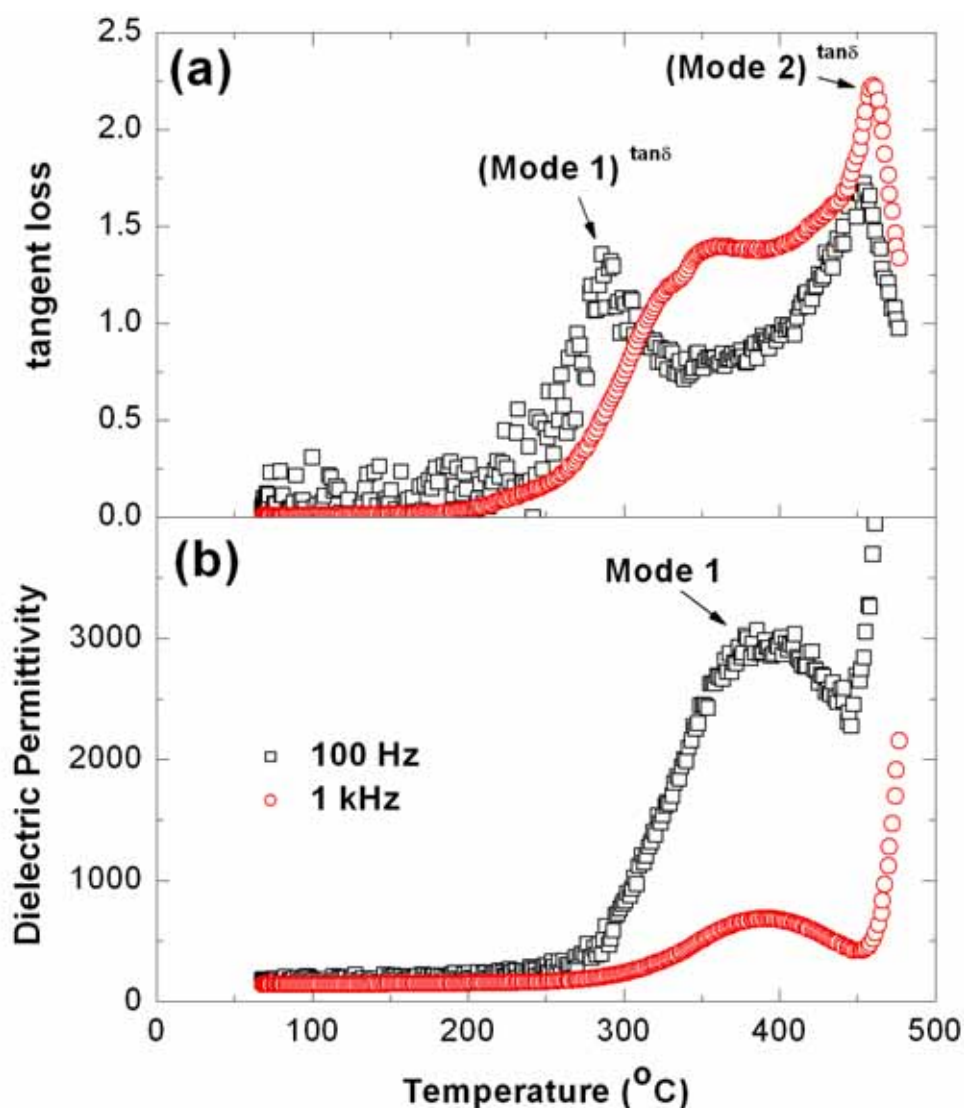 2.5
(a)
(Mode 2) tanδ
2.0
(Mode 1) tanδ
1.5
tangent loss
1.0
0.5
0.0
(b)
Mode 1
3000
Dielectric Permittivity
2000
100 Hz
1 kHz
1000
0
0 100 200 300 400 500
Temperature (°C)